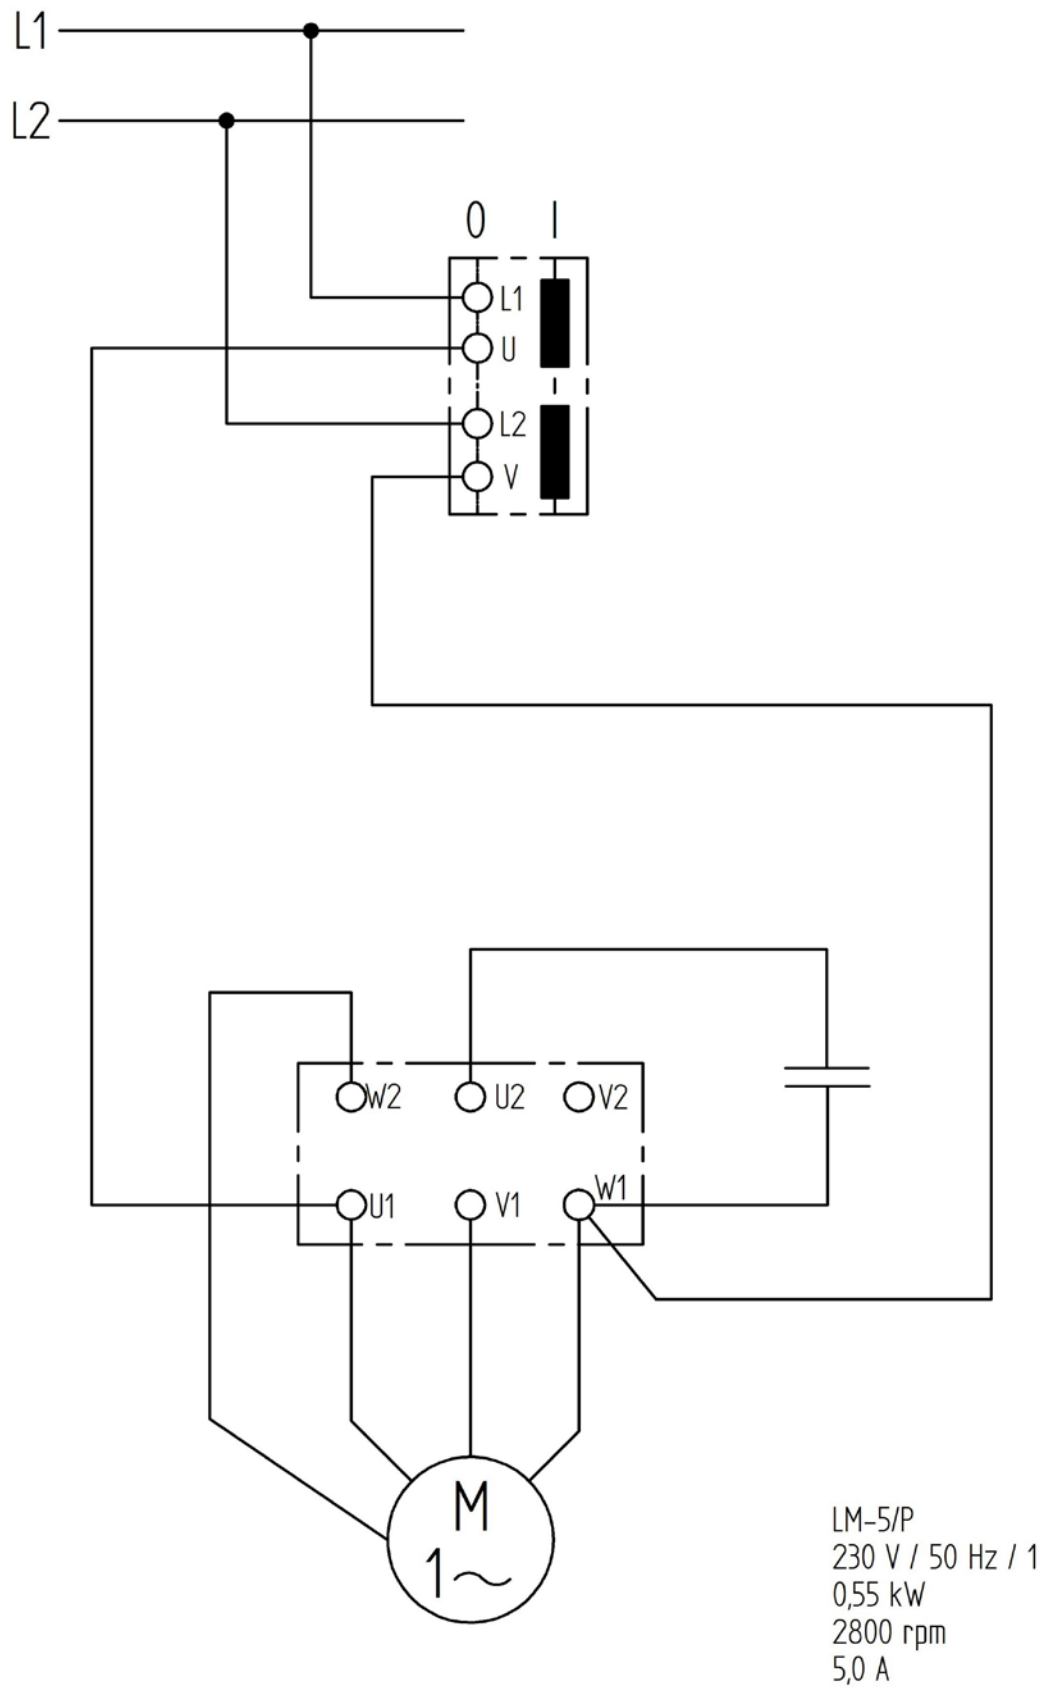 L1
L2
0 I
L1
U
L2
V
W2 U2 V2
U1 V1 W1
M
1~
LM-5/P
230 V / 50 Hz / 1
0,55 kW
2800 rpm
5,0 A